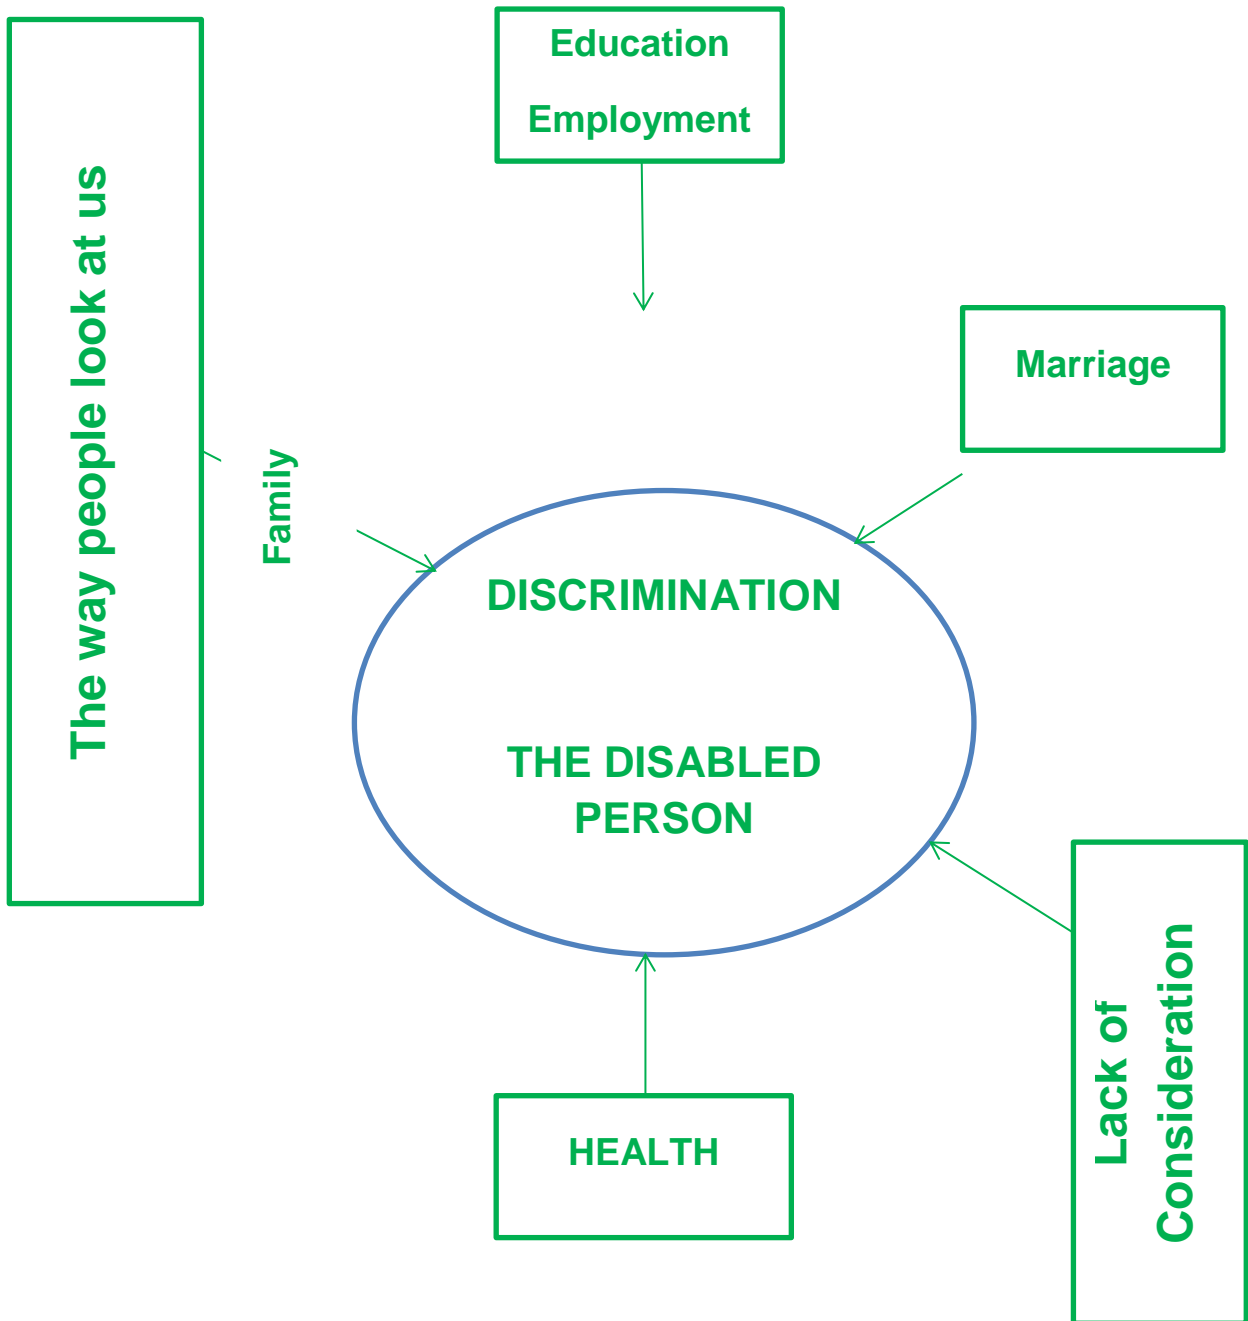 Education
Employment
The way people look at us
Marriage
Family
DISCRIMINATION
THE DISABLED
PERSON
Lack of
Consideration
HEALTH